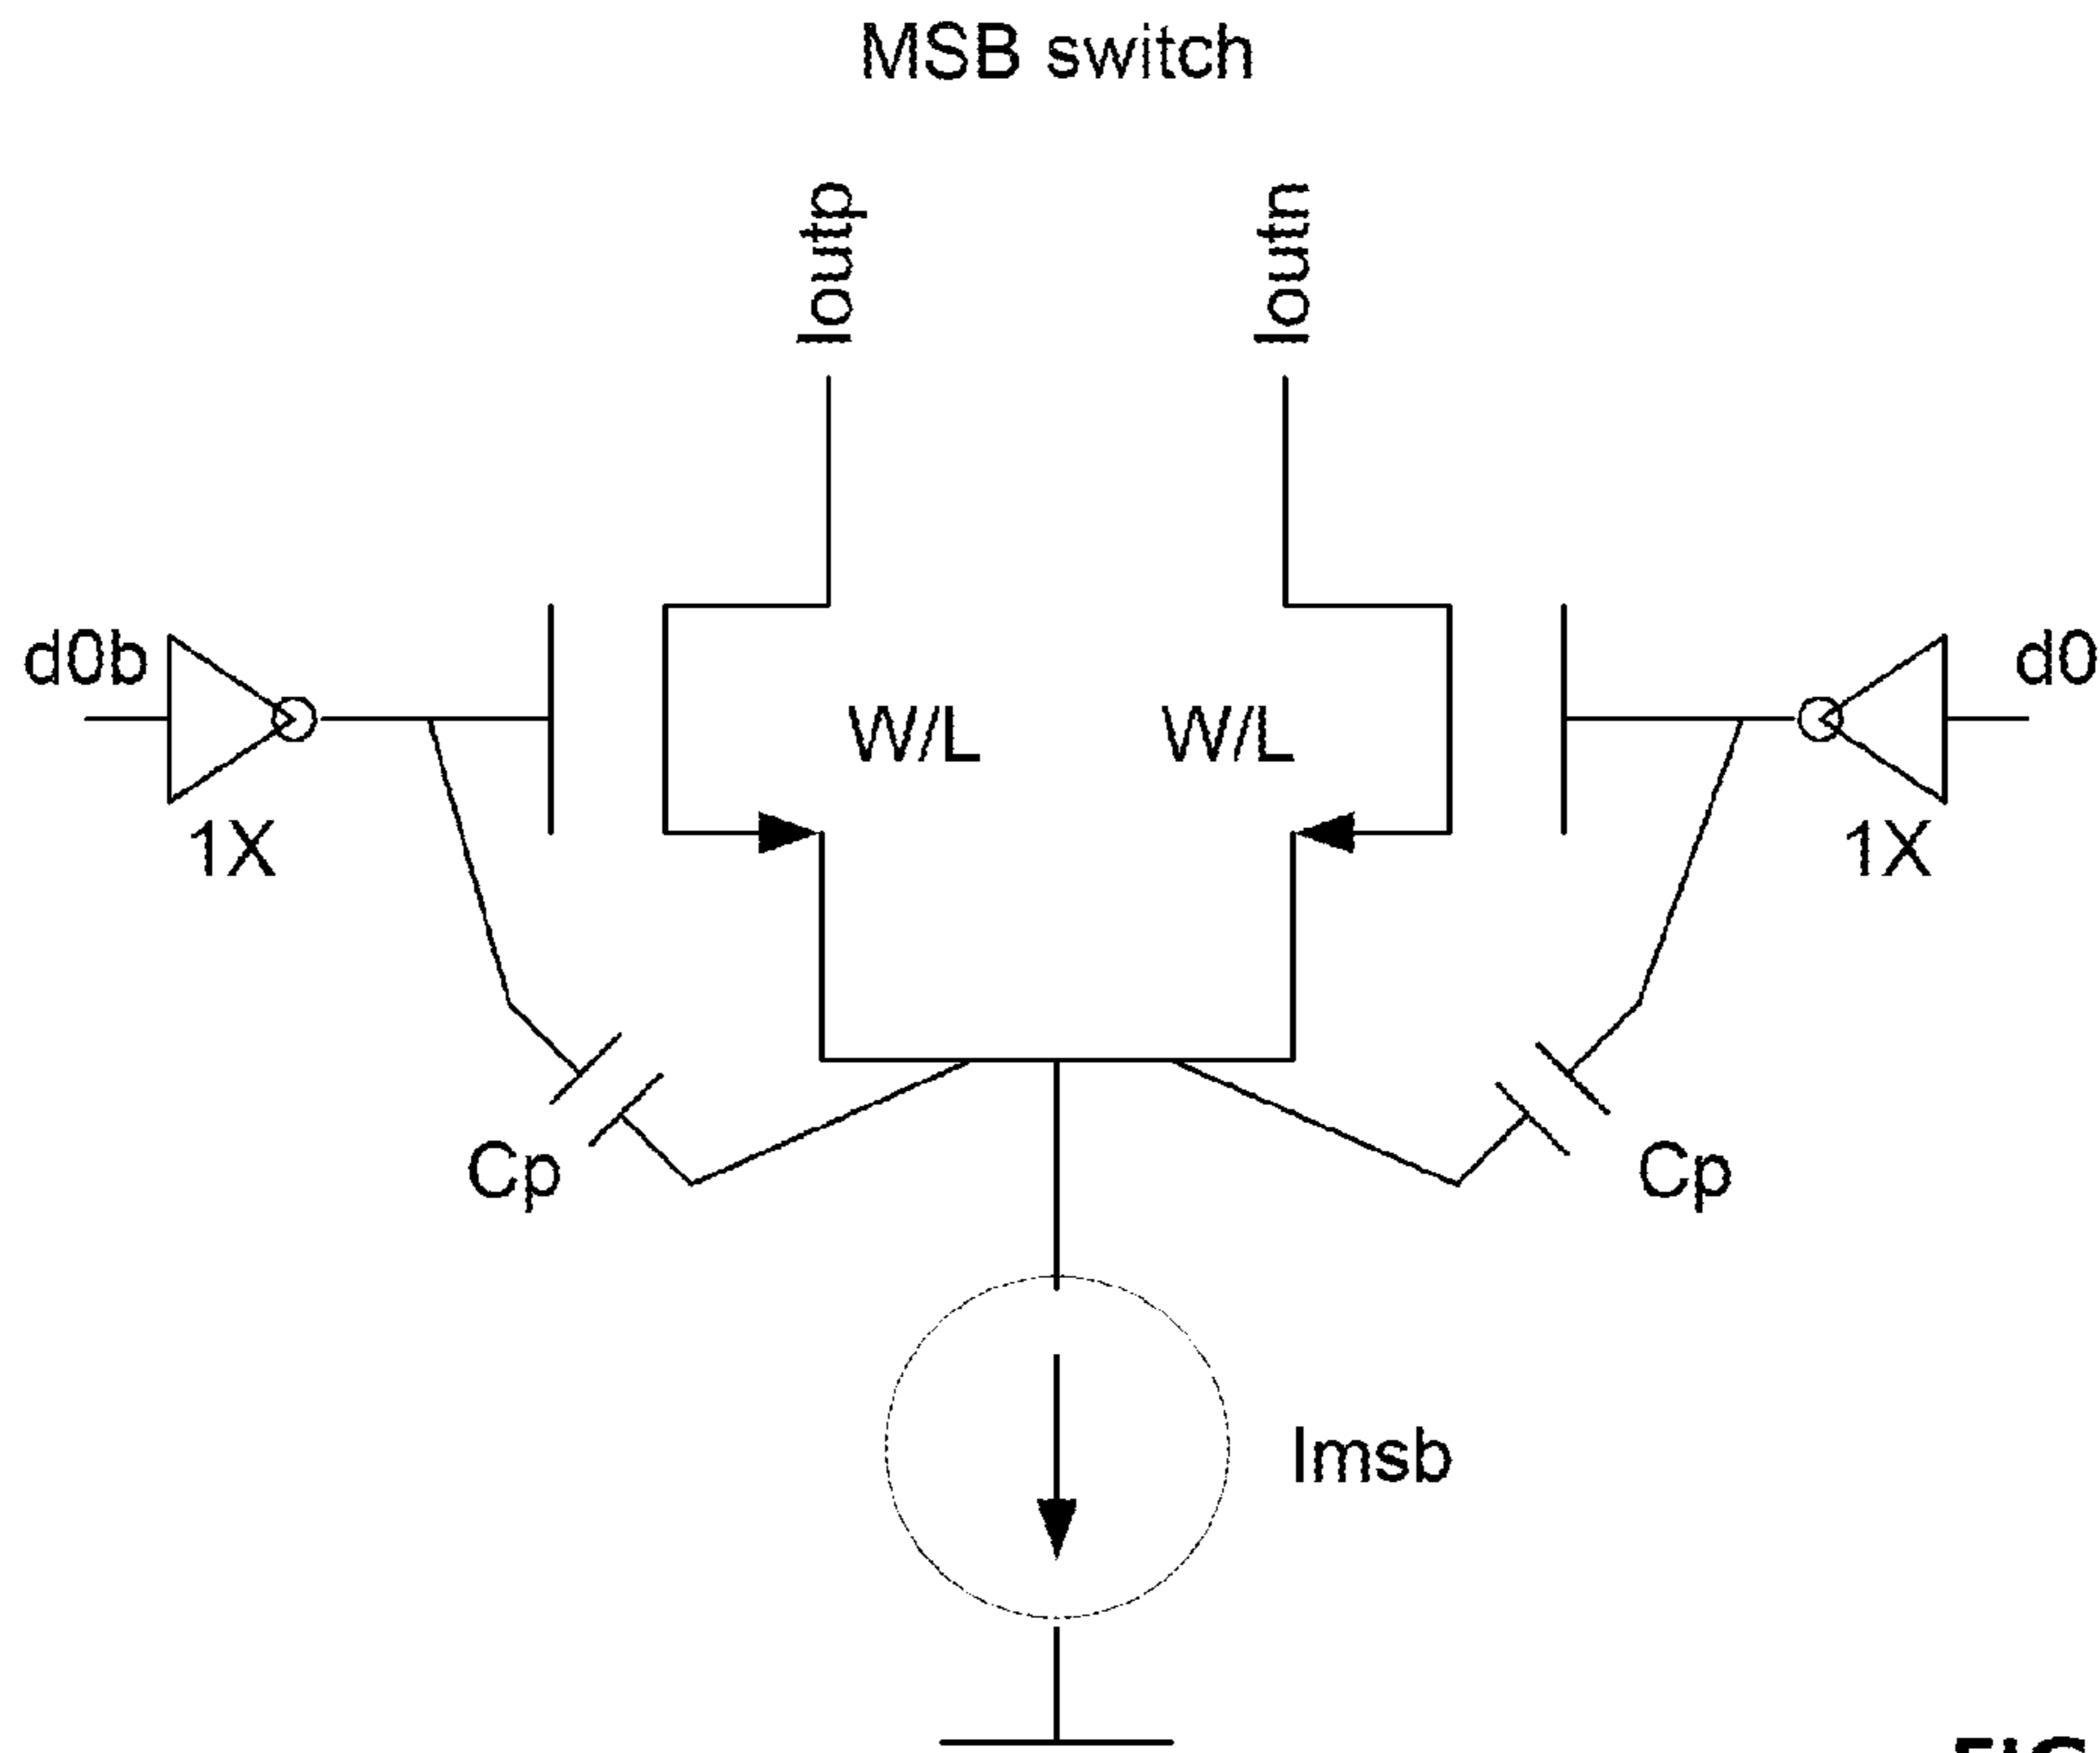 MSB switch
Ioutp
Ioutn
d0b
d0
W/L
W/L
1X
1X
Cp
Cp
Imsb